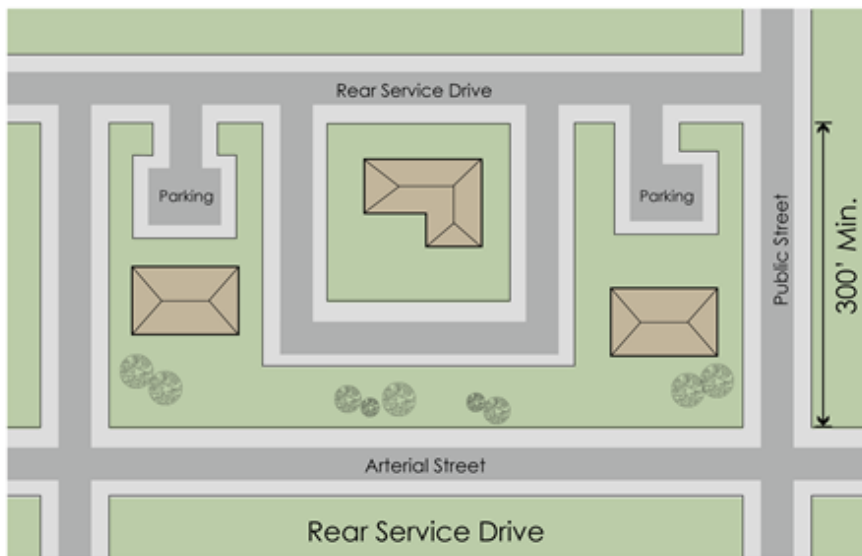 Rear Service Drive
Parking
Parking
Public Street
300' Min.
Arterial Street
Rear Service Drive